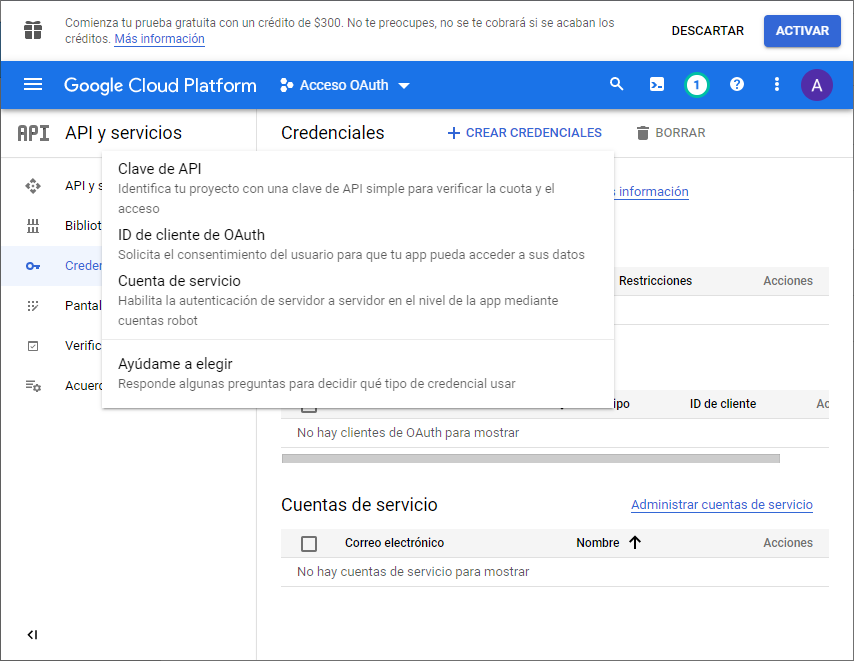 Comienza tu prueba gratuita con un crédito de $300. No te preocupes, no se te cobrará si se acaban los
créditos. Más información
DESCARTAR
ACTIVAR
Google Cloud Platform
Acceso OAuth
1
A
API
API y servicios
Credenciales
CREAR CREDENCIALES
BORRAR
Clave de API
Identifica tu proyecto con una clave de API simple para verificar la cuota y el
acceso
ID de cliente de OAuth
Solicita el consentimiento del usuario para que tu app pueda acceder a sus datos
Cuenta de servicio
Habilita la autenticación de servidor a servidor en el nivel de la app mediante
cuentas robot
Ayúdame a elegir
Responde algunas preguntas para decidir qué tipo de credencial usar
API y s
Bibliot
Creder
Pantal
Verific
Acuerd
s información
Restricciones
Acciones
ipo
ID de cliente
Ac
No hay clientes de OAuth para mostrar
Cuentas de servicio
Administrar cuentas de servicio
Correo electrónico
Nombre
Acciones
No hay cuentas de servicio para mostrar